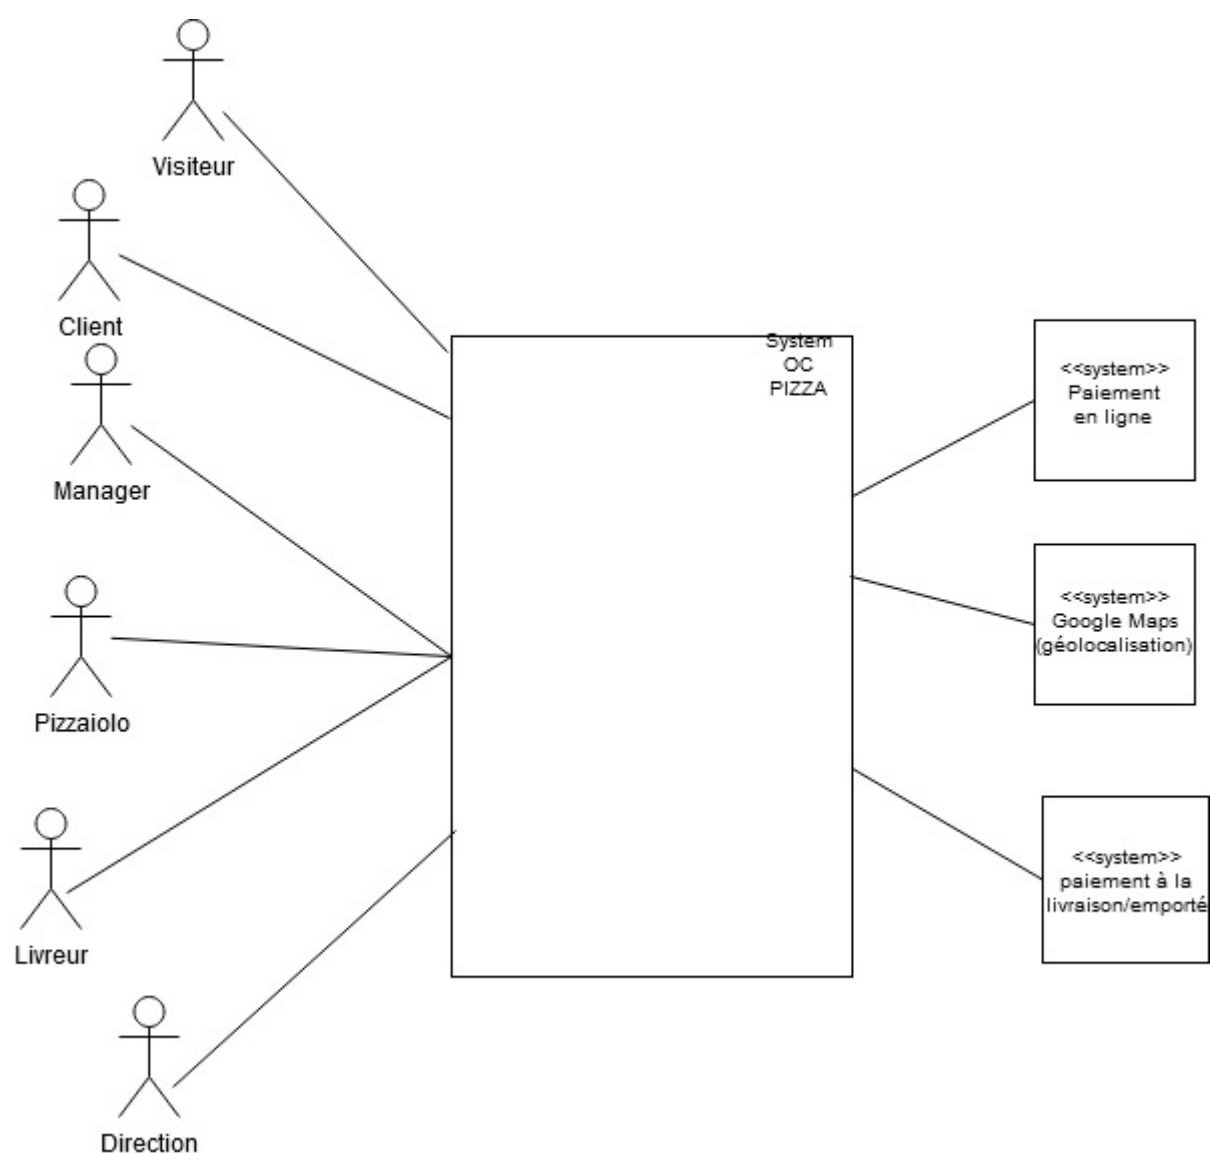 Visiteur
Client
Manager
Pizzaiolo
Livreur
Direction
System
OC
PIZZA
<<system>>
Paiement
en ligne
<<system>>
Google Maps
(géolocalisation)
<<system>>
paiement à la
livraison/emporté